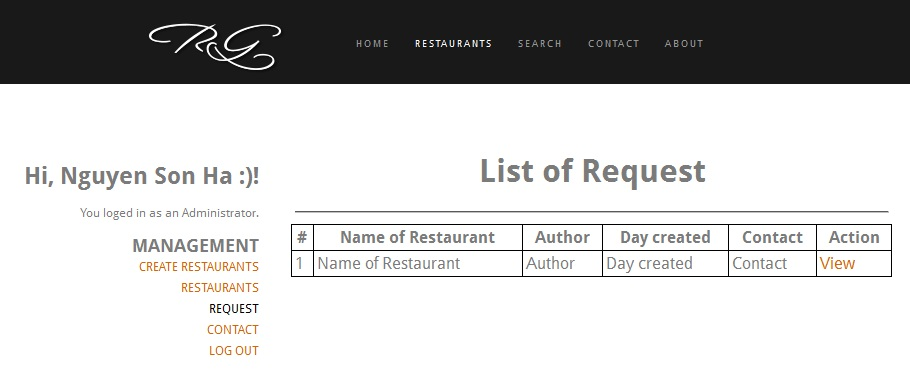 RG
HOME RESTAURANTS SEARCH CONTACT ABOUT
Hi, Nguyen Son Ha :)!
You loged in as an Administrator.
MANAGEMENT
CREATE RESTAURANTS
RESTAURANTS
REQUEST
CONTACT
LOG OUT
List of Request
# Name of Restaurant Author Day created Contact Action
1 Name of Restaurant Author Day created Contact View